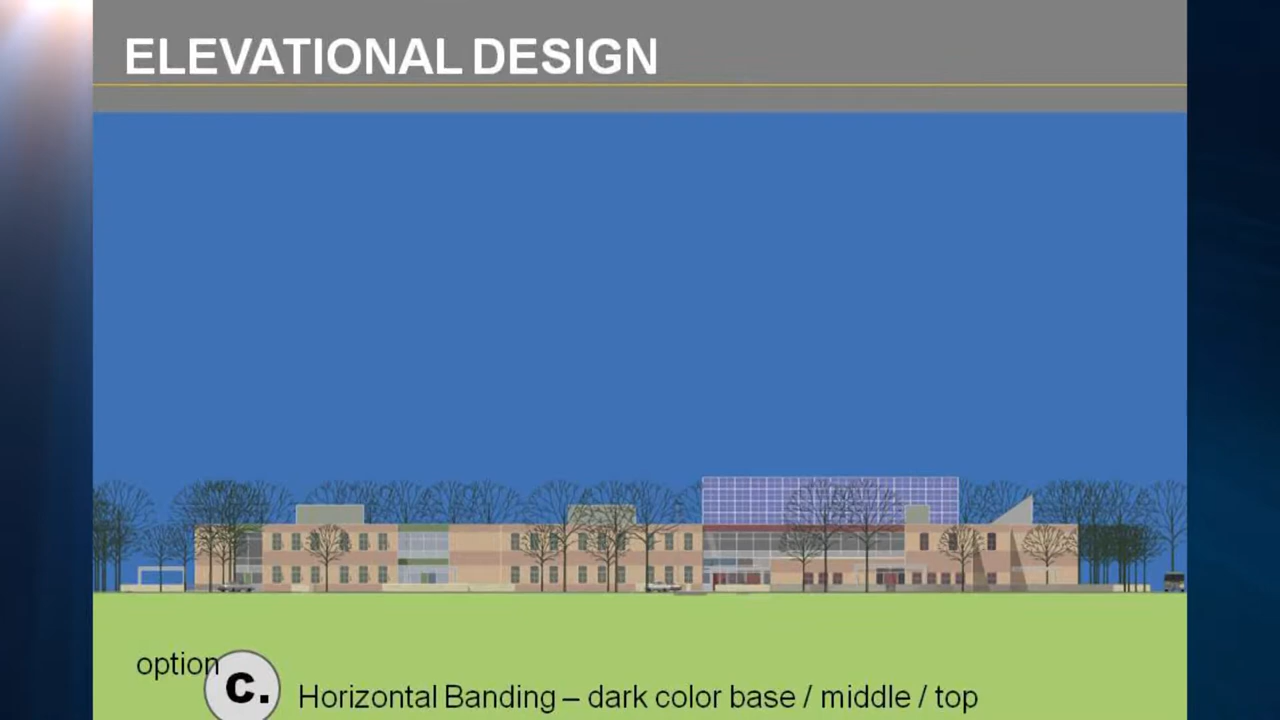 ELEVATIONAL DESIGN
option
c.
Horizontal Banding – dark color base / middle / top